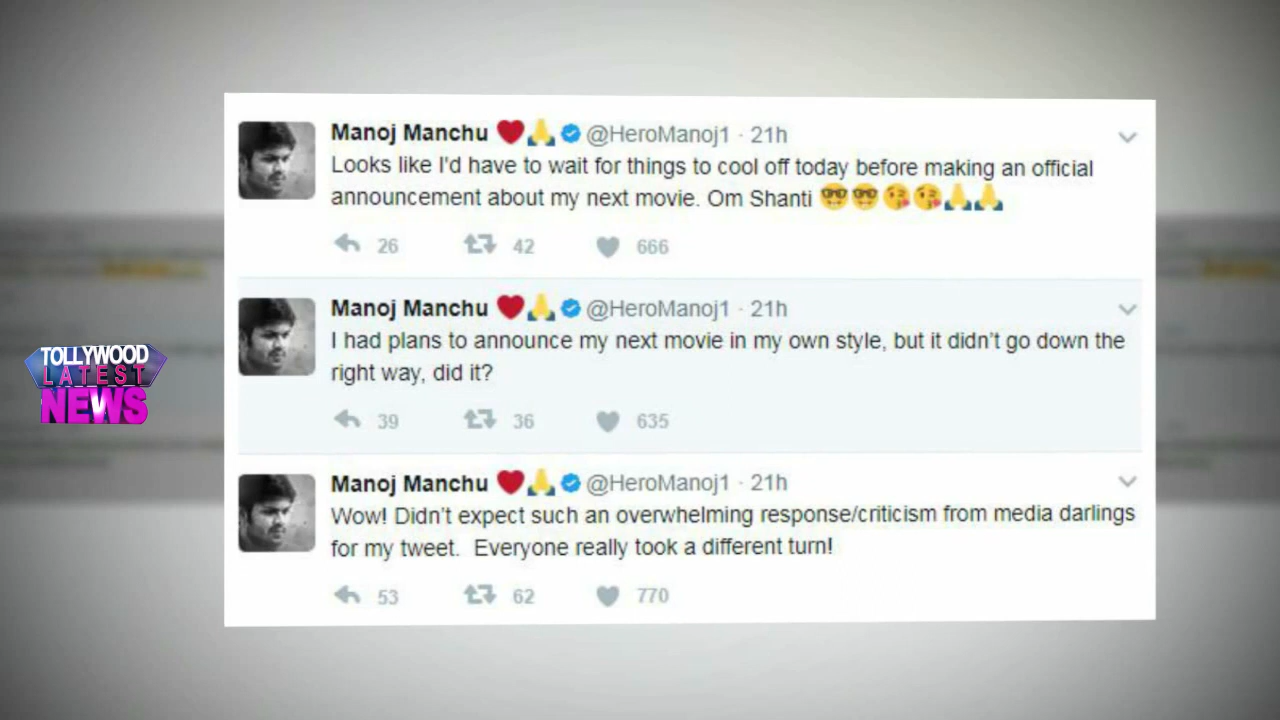 Manoj Manchu ❤️🙏 @HeroManoj1 · 21h
Looks like I'd have to wait for things to cool off today before making an official
announcement about my next movie. Om Shanti 🤓🤓😘😘🙏🙏
26 42 666
Manoj Manchu ❤️🙏 @HeroManoj1 · 21h
I had plans to announce my next movie in my own style, but it didn't go down the
right way, did it?
39 36 635
Manoj Manchu ❤️🙏 @HeroManoj1 · 21h
Wow! Didn't expect such an overwhelming response/criticism from media darlings
for my tweet. Everyone really took a different turn!
53 62 770
TOLLYWOOD
LATEST
NEWS